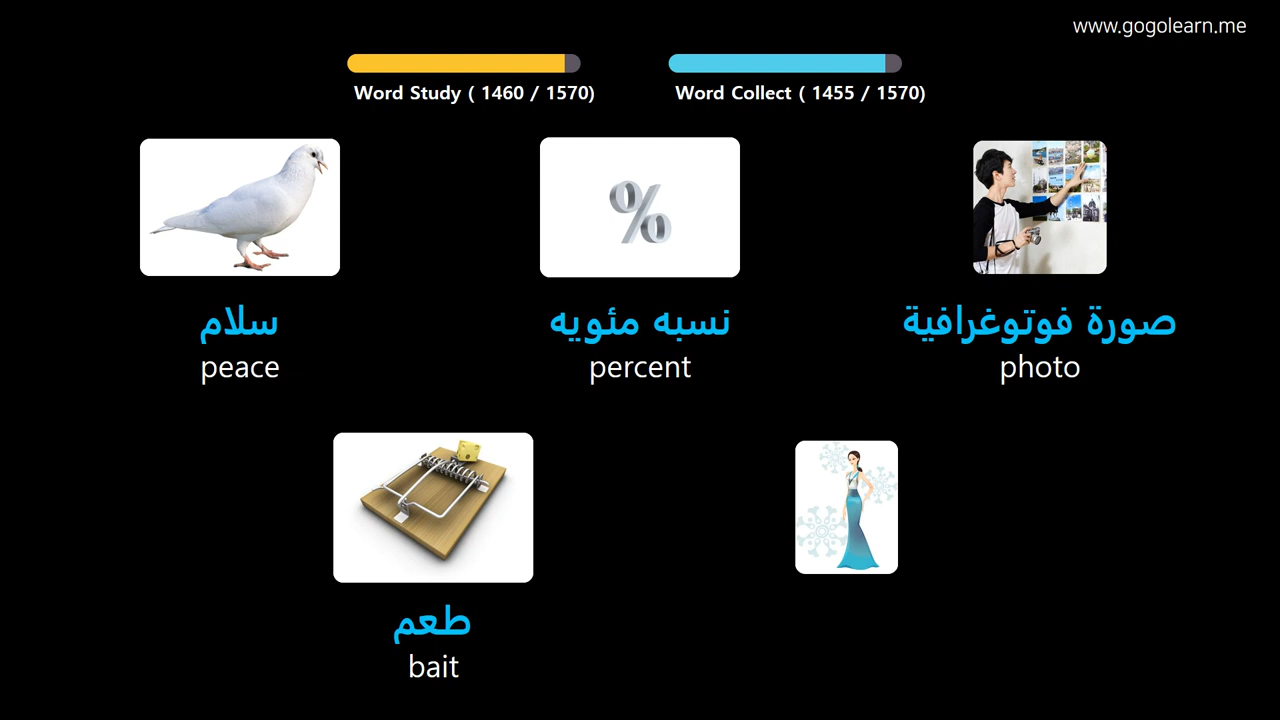 www.gogolearn.me
Word Study ( 1460 / 1570)
Word Collect ( 1455 / 1570)
%
سلام
peace
نسبه مئويه
percent
صورة فوتوغرافية
photo
طعم
bait